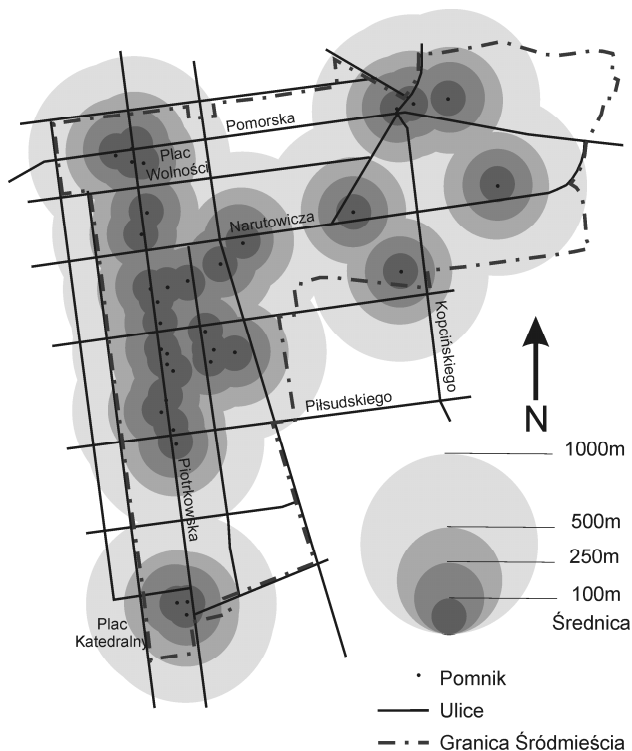 Pomorska
Plac
Wolności
Narutowicza
Kopcińskiego
Piłsudskiego
Piotrkowska
Plac
Katedralny
N
1000m
500m
250m
100m
Średnica
Pomnik
Ulice
Granica Śródmieścia